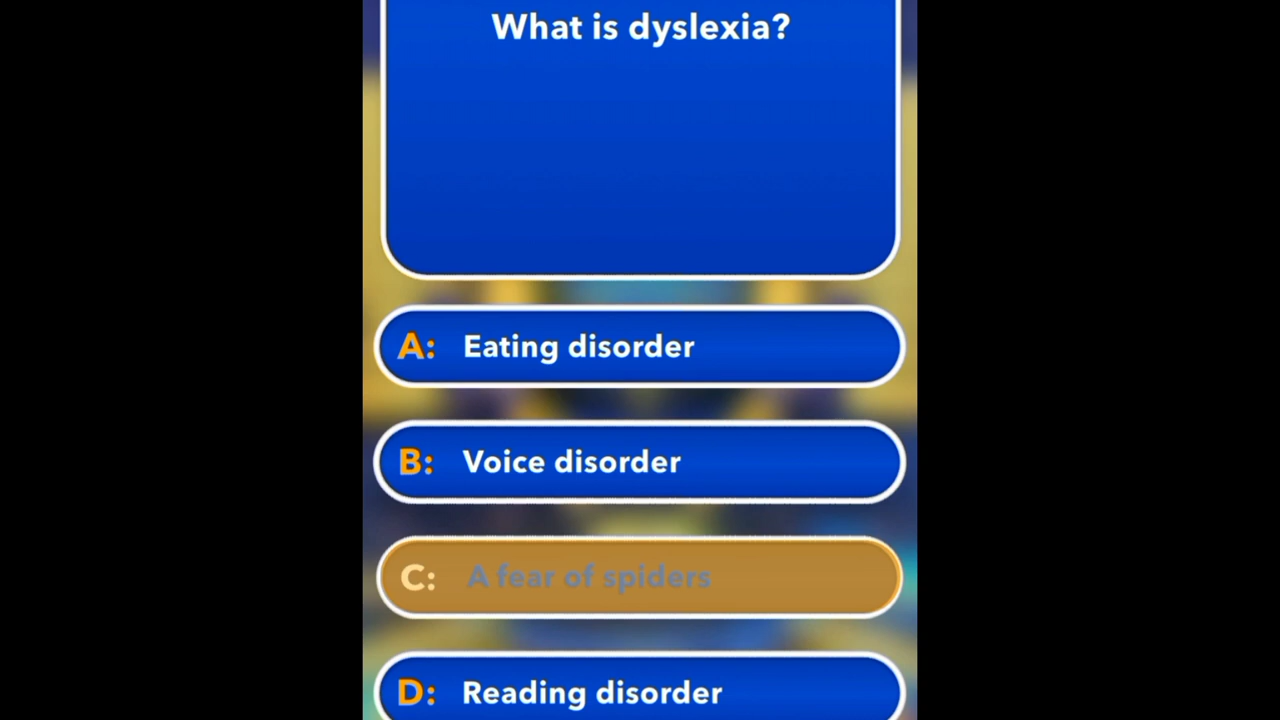 What is dyslexia?
A: Eating disorder
B: Voice disorder
C: A fear of spiders
D: Reading disorder